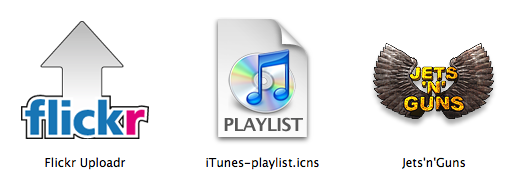 flickr
PLAYLIST
JETS
'N'
GUNS
Flickr Uploadr
iTunes-playlist.icns
Jets'n'Guns